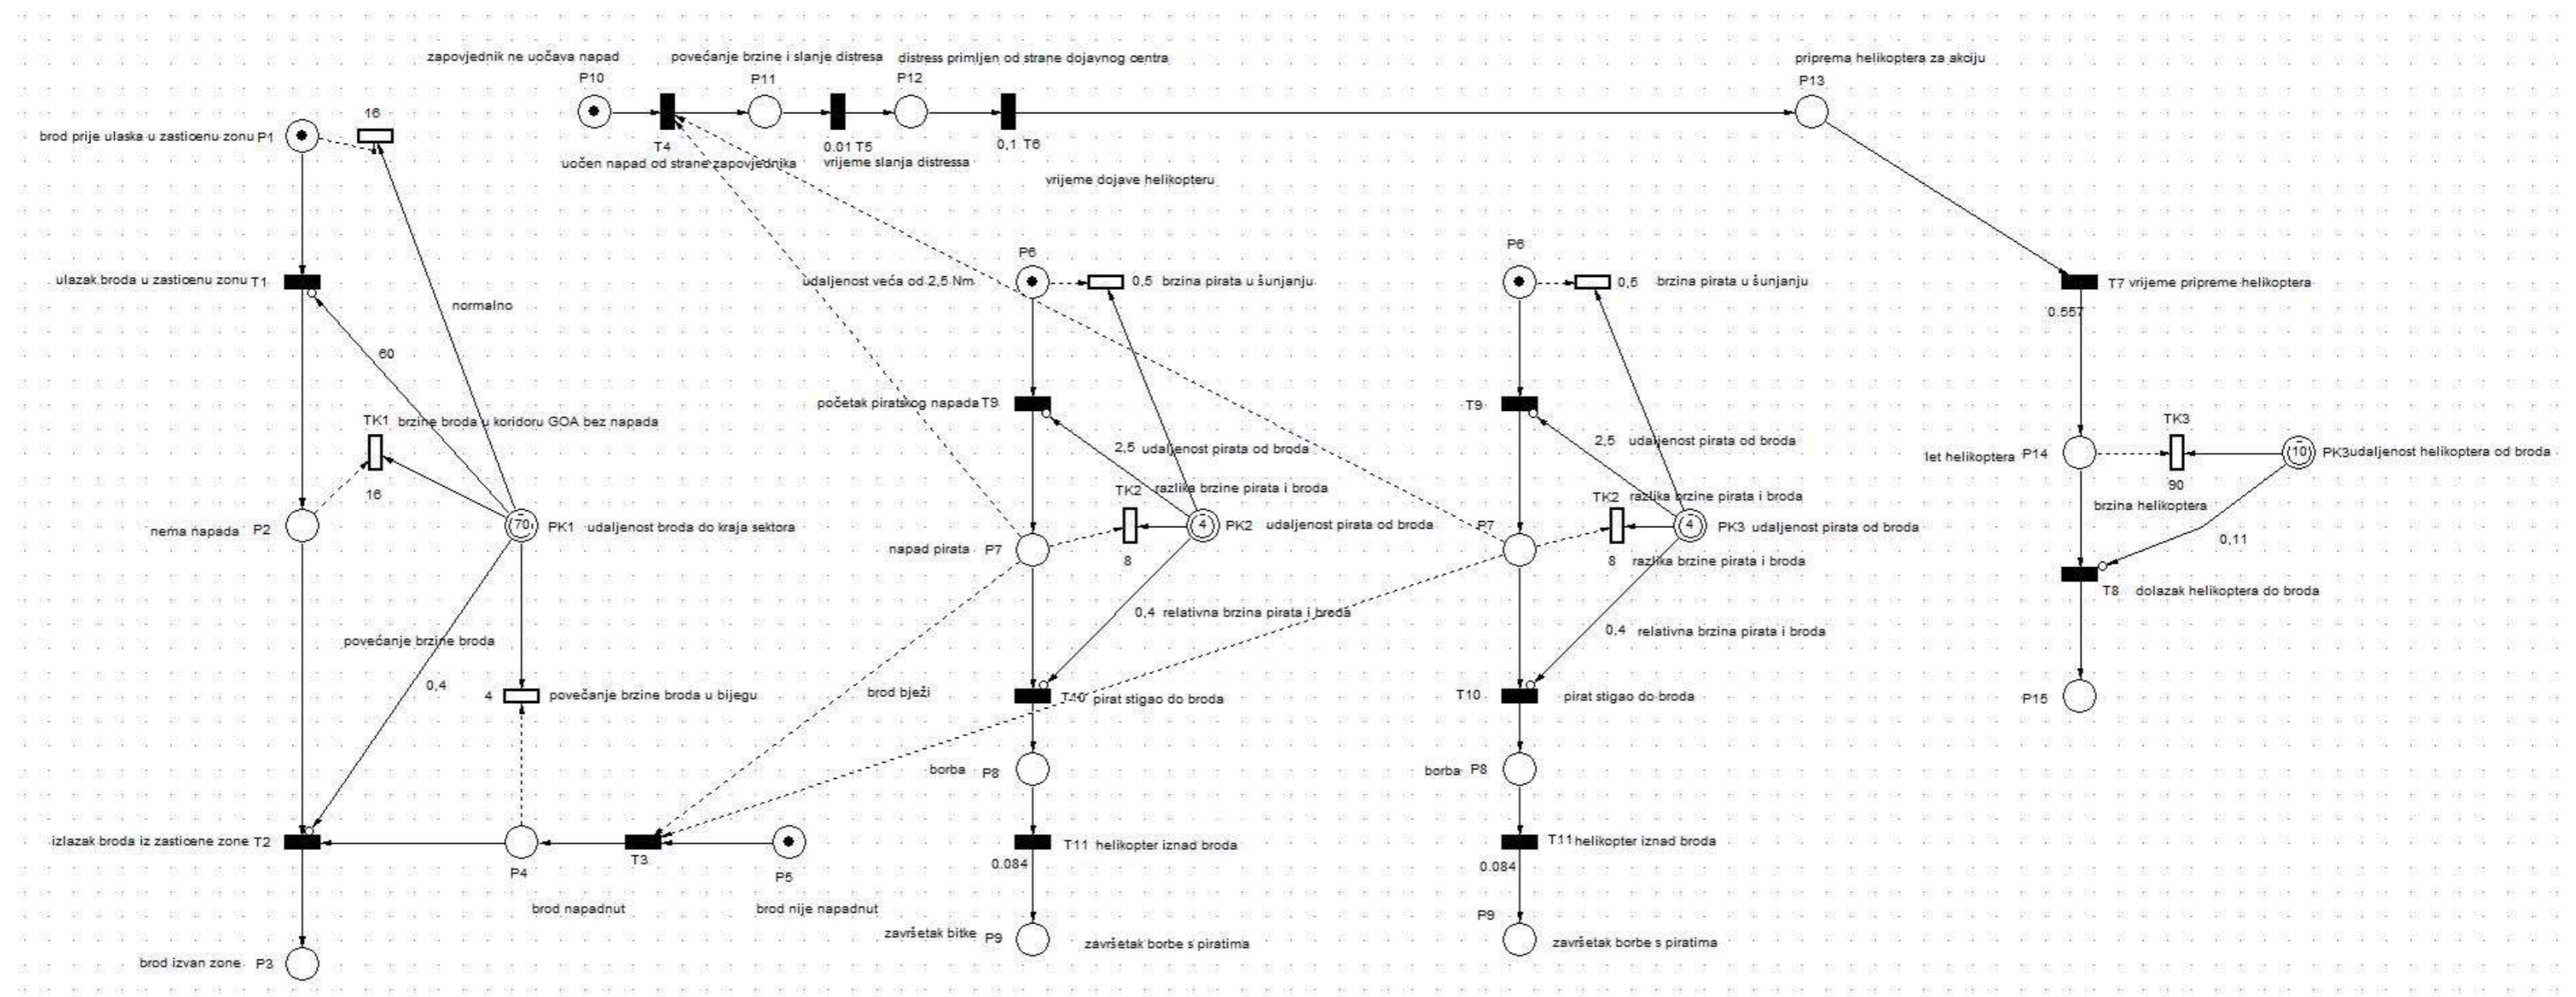 zapovjednik ne uočava napad
povećanje brzine i slanje distresa
distress primljen od strane dojavnog centra
priprema helikoptera za akciju
P10
P11
P12
P13
16
brod prije ulaska u zasticenu zonu P1
T4
0.01 T5
0,1 T6
uočen napad od strane zapovjednika
vrijeme slanja distressa
vrijeme dojave helikopteru
P6
P6
ulazak broda u zasticenu zonu T1
udaljenost veća od 2,5 Nm
0,5 brzina pirata u šunjanju
0,5 brzina pirata u šunjanju
T7 vrijeme pripreme helikoptera
normalno
0.557
60
početak piratskog napada T9
T9
TK1 brzine broda u koridoru GOA bez napada
TK3
2,5 udaljenost pirata od broda
2,5 udaljenost pirata od broda
let helikoptera P14
(10)
PK3udaljenost helikoptera od broda
16
TK2 razlika brzine pirata i broda
TK2 razlika brzine pirata i broda
90
brzina helikoptera
nema napada P2
70
PK1 udaljenost broda do kraja sektora
4
PK2 udaljenost pirata od broda
P7
4
PK3 udaljenost pirata od broda
0,11
napad pirata P7
8
8 razlika brzine pirata i broda
T8 dolazak helikoptera do broda
povećanje brzine broda
0,4 relativna brzina pirata i broda
0,4 relativna brzina pirata i broda
0,4
4
povečanje brzine broda u bijegu
brod bježi
T10 pirat stigao do broda
T10
pirat stigao do broda
P15
borba P8
borba P8
izlazak broda iz zasticene zone T2
T3
T11 helikopter iznad broda
T11helikopter iznad broda
0.084
0.084
P4
P5
brod napadnut
brod nije napadnut
P9
završetak bitke P9
završetak borbe s piratima
završetak borbe s piratima
brod izvan zone P3